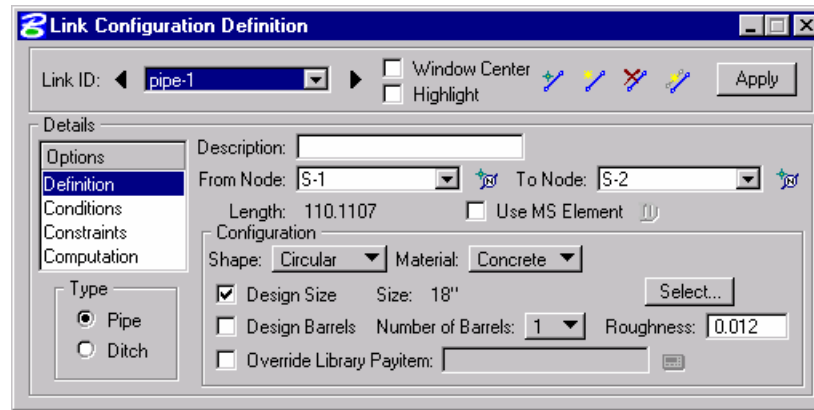 Link Configuration Definition
Link ID: pipe-1 Window Center Apply
Highlight
Details
Options
Definition
Conditions
Constraints
Computation
Description:
From Node: S-1 To Node: S-2
Length: 110.1107 Use MS Element
Configuration
Shape: Circular Material: Concrete
Type
Pipe
Ditch
Design Size Size: 18" Select...
Design Barrels Number of Barrels: 1 Roughness: 0.012
Override Library Payitem: